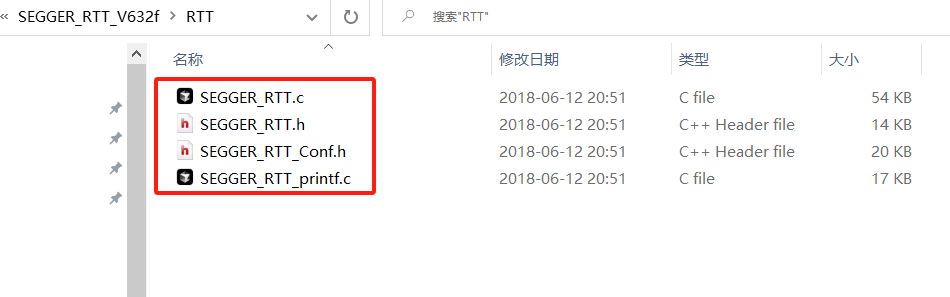 « SEGGER_RTT_V632f › RTT
搜索"RTT"
名称 修改日期 类型 大小
SEGGER_RTT.c 2018-06-12 20:51 C file 54 KB
SEGGER_RTT.h 2018-06-12 20:51 C++ Header file 14 KB
SEGGER_RTT_Conf.h 2018-06-12 20:51 C++ Header file 20 KB
SEGGER_RTT_printf.c 2018-06-12 20:51 C file 17 KB